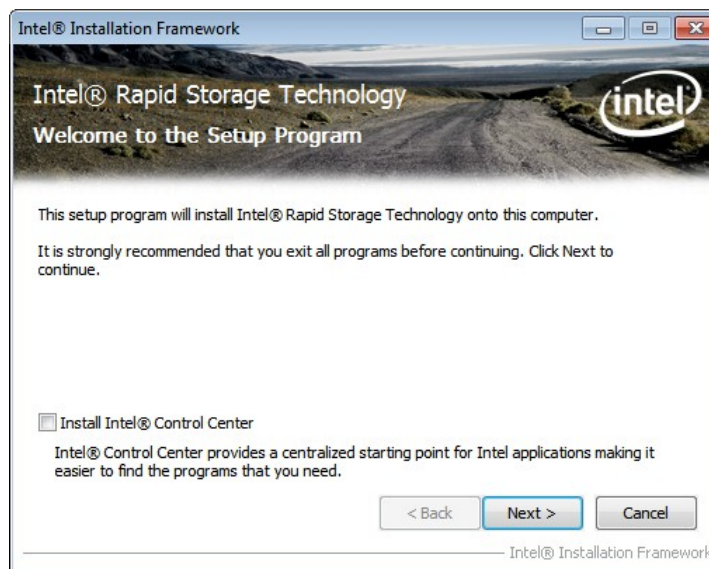 Intel® Installation Framework
Intel® Rapid Storage Technology
Welcome to the Setup Program
intel
This setup program will install Intel® Rapid Storage Technology onto this computer.
It is strongly recommended that you exit all programs before continuing. Click Next to
continue.
Install Intel® Control Center
Intel® Control Center provides a centralized starting point for Intel applications making it
easier to find the programs that you need.
< Back Next > Cancel
Intel® Installation Framework